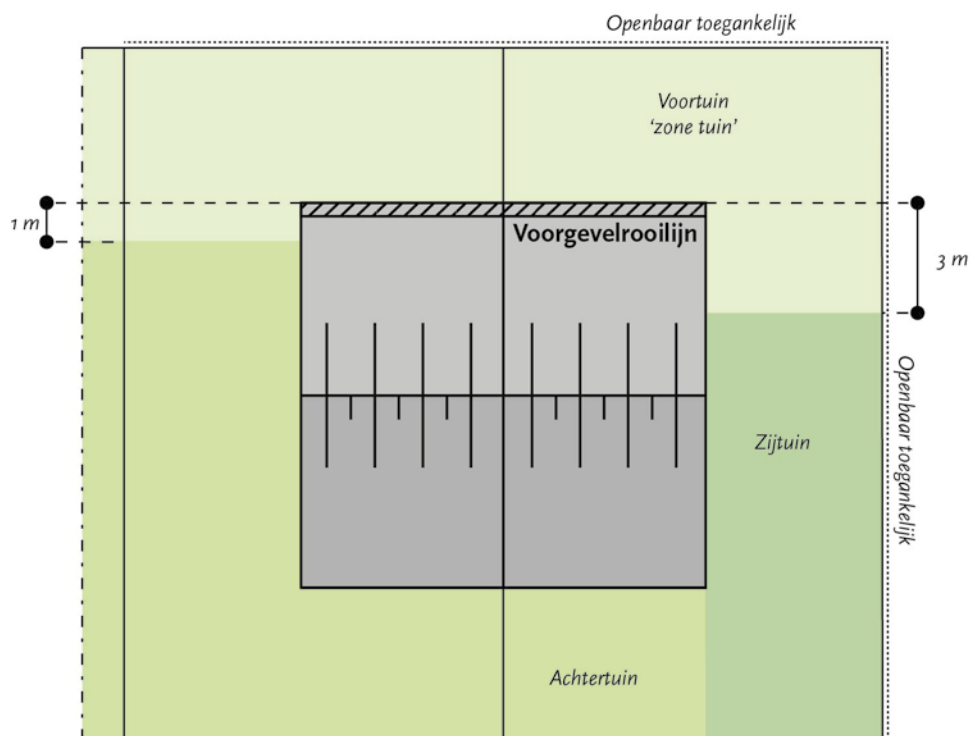 Openbaar toegankelijk
Voortuin
‘zone tuin’
1 m
Voorgevelrooilijn
3 m
Openbaar toegankelijk
Zijtuin
Achtertuin